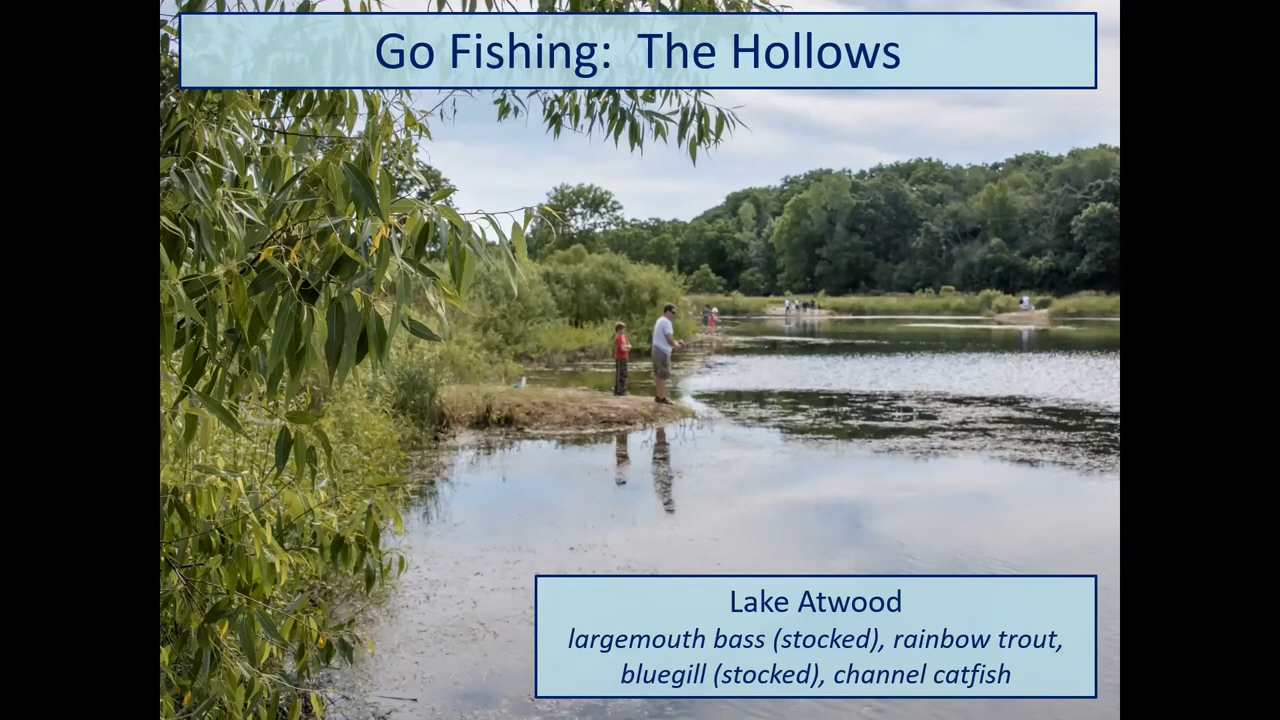 Go Fishing: The Hollows
Lake Atwood
largemouth bass (stocked), rainbow trout,
bluegill (stocked), channel catfish